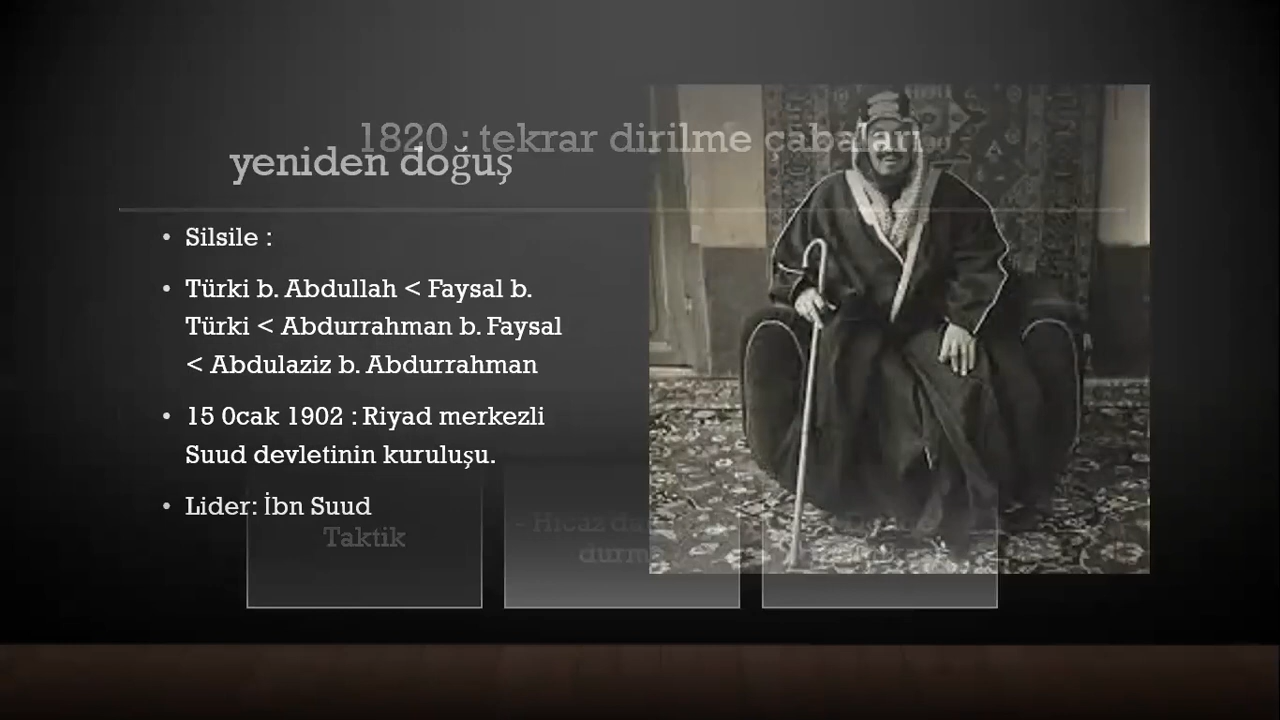 1820 : tekrar dirilme çabaları
yeniden doğuş
• Silsile :
• Türki b. Abdullah < Faysal b.
Türki < Abdurrahman b. Faysal
< Abdulaziz b. Abdurrahman
• 15 0cak 1902 : Riyad merkezli
Suud devletinin kuruluşu.
• Lider: İbn Suud
Taktik
- Hicaz